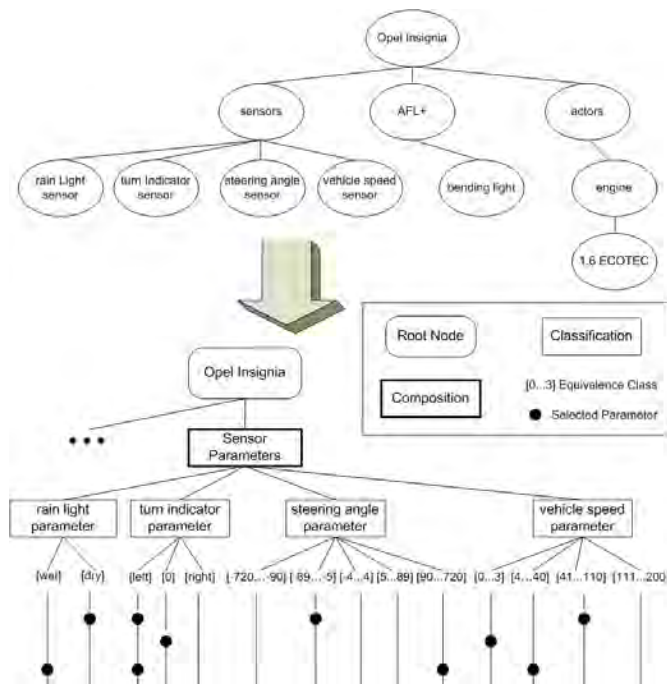 Opel Insignia
sensors
AFL+
actors
rain Light
sensor
turn Indicator
sensor
steering angle
sensor
vehicle speed
sensor
bending light
engine
1.6 ECOTEC
Root Node
Classification
Composition
[0...3] Equivalence Class
Selected Parameter
Opel Insignia
Sensor
Parameters
rain light
parameter
turn indicator
parameter
steering angle
parameter
vehicle speed
parameter
[wet] [dry] [left] [0] [right] [-720...-90] [-89...-5] [-4...4] [5...89] [90...720] [0...3] [4...40] [41...110] [111...200]